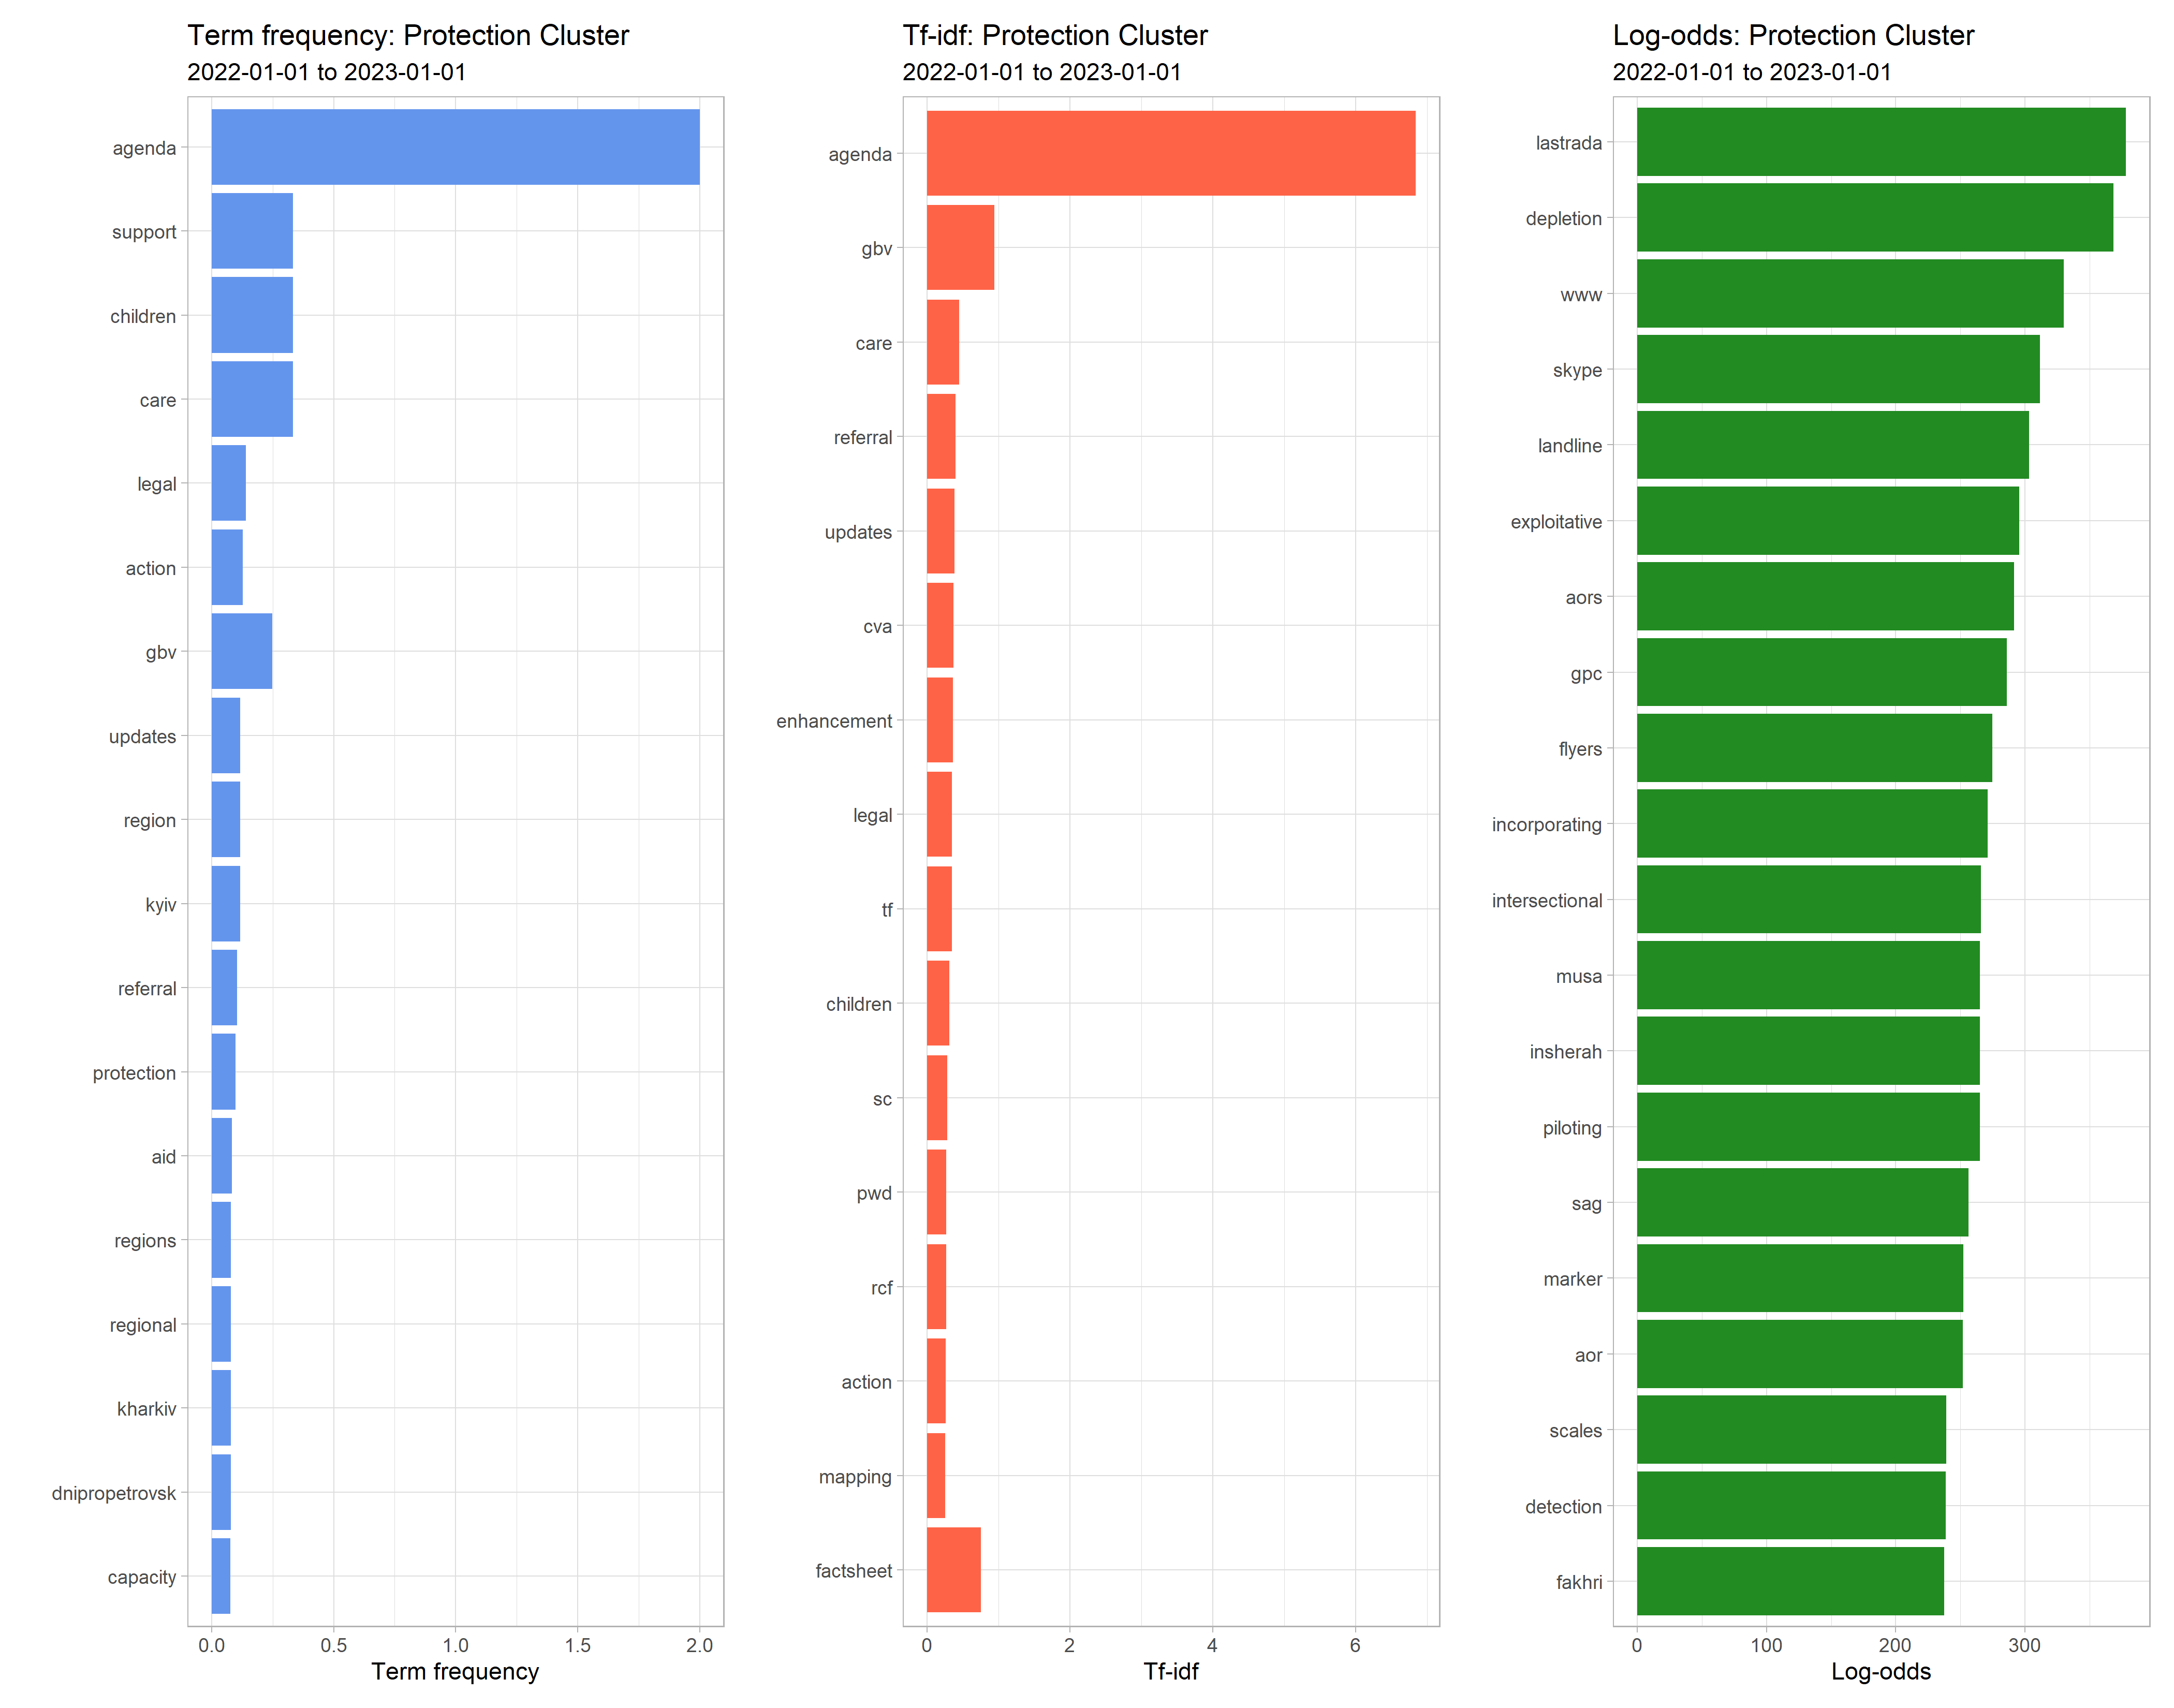 Term frequency: Protection Cluster
2022-01-01 to 2023-01-01
agenda
support
children
care
legal
action
gbv
updates
region
kyiv
referral
protection
aid
regions
regional
kharkiv
dnipropetrovsk
capacity
0.0 0.5 1.0 1.5 2.0
Term frequency
Tf-idf: Protection Cluster
2022-01-01 to 2023-01-01
agenda
gbv
care
referral
updates
cva
enhancement
legal
tf
children
sc
pwd
rcf
action
mapping
factsheet
0 2 4 6
Tf-idf
Log-odds: Protection Cluster
2022-01-01 to 2023-01-01
lastrada
depletion
www
skype
landline
exploitative
aors
gpc
flyers
incorporating
intersectional
musa
insherah
piloting
sag
marker
aor
scales
detection
fakhri
0 100 200 300
Log-odds